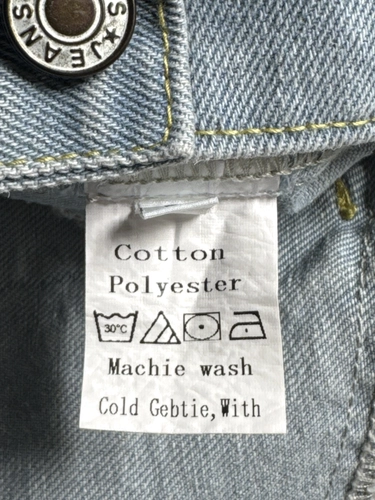 S★JEANS
Cotton
Polyester
30°C
Machie wash
Cold Gebtie,With